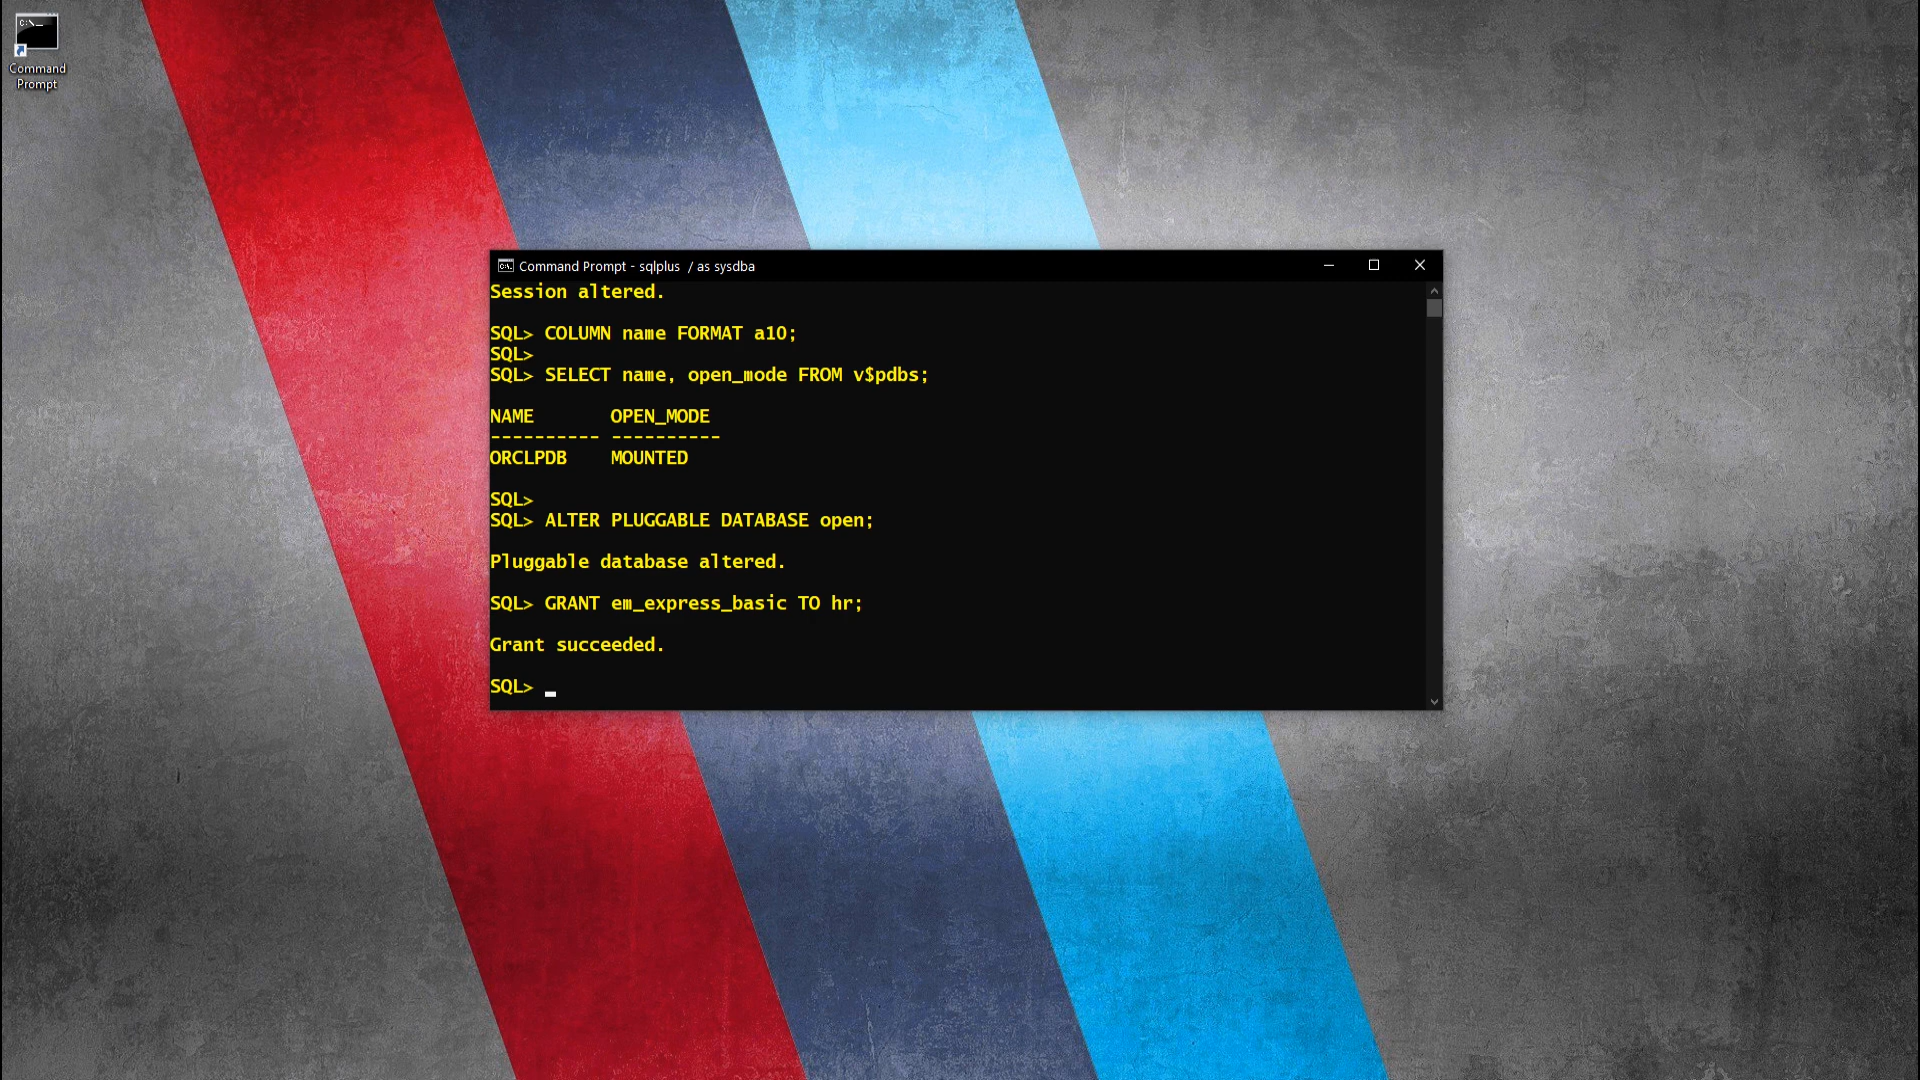 Command
Prompt
Command Prompt - sqlplus  / as sysdba
Session altered.
SQL> COLUMN name FORMAT a10;
SQL>
SQL> SELECT name, open_mode FROM v$pdbs;
NAME       OPEN_MODE
---------- ----------
ORCLPDB    MOUNTED
SQL>
SQL> ALTER PLUGGABLE DATABASE open;
Pluggable database altered.
SQL> GRANT em_express_basic TO hr;
Grant succeeded.
SQL> _